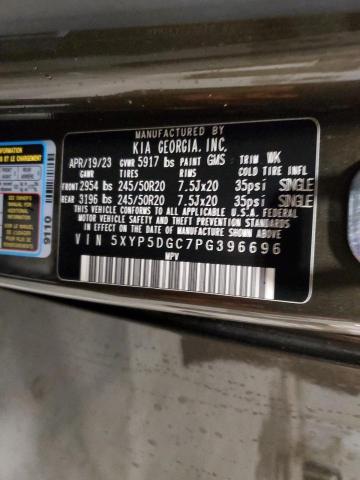 INFORMATION
MANUFACTURED BY
KIA GEORGIA, INC.
APR/19/23 GVWR 5917 lbs PAINT GMS TRIM WK
GAWR COLD TIRE INFL
FRONT 2954 lbs 245/50R20 7.5Jx20 35psi SINGLE
REAR 3196 lbs 245/50R20 7.5Jx20 35psi SINGLE
THIS VEHICLE CONFORMS TO ALL APPLICABLE U.S.A. FEDERAL
MOTOR VEHICLE SAFETY AND THEFT PREVENTION STANDARDS
IN EFFECT ON THE DATE OF MANUFACTURE SHOWN ABOVE.
VIN 5XYP5DGC7PG396696
MPV
9110